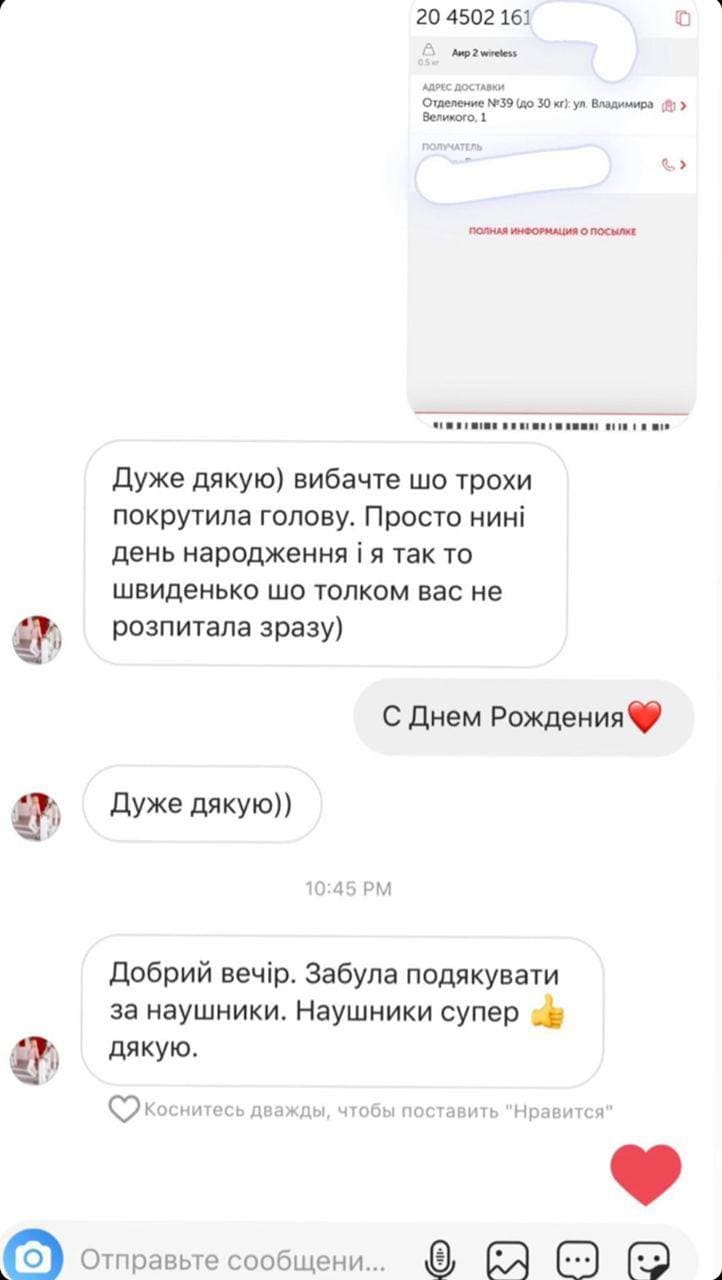 20 4502 161
Аир 2 wireless
0.5 кг
АДРЕС ДОСТАВКИ
Отделение №39 (до 30 кг): ул. Владимира
Великого, 1
ПОЛУЧАТЕЛЬ
ПОЛНАЯ ИНФОРМАЦИЯ О ПОСЫЛКЕ
Дуже дякую) вибачте шо трохи
покрутила голову. Просто нині
день народження і я так то
швиденько шо толком вас не
розпитала зразу)
С Днем Рождения❤️
Дуже дякую))
10:45 PM
Добрий вечір. Забула подякувати
за наушники. Наушники супер 👍
дякую.
Коснитесь дважды, чтобы поставить "Нравится"
Отправьте сообщени...